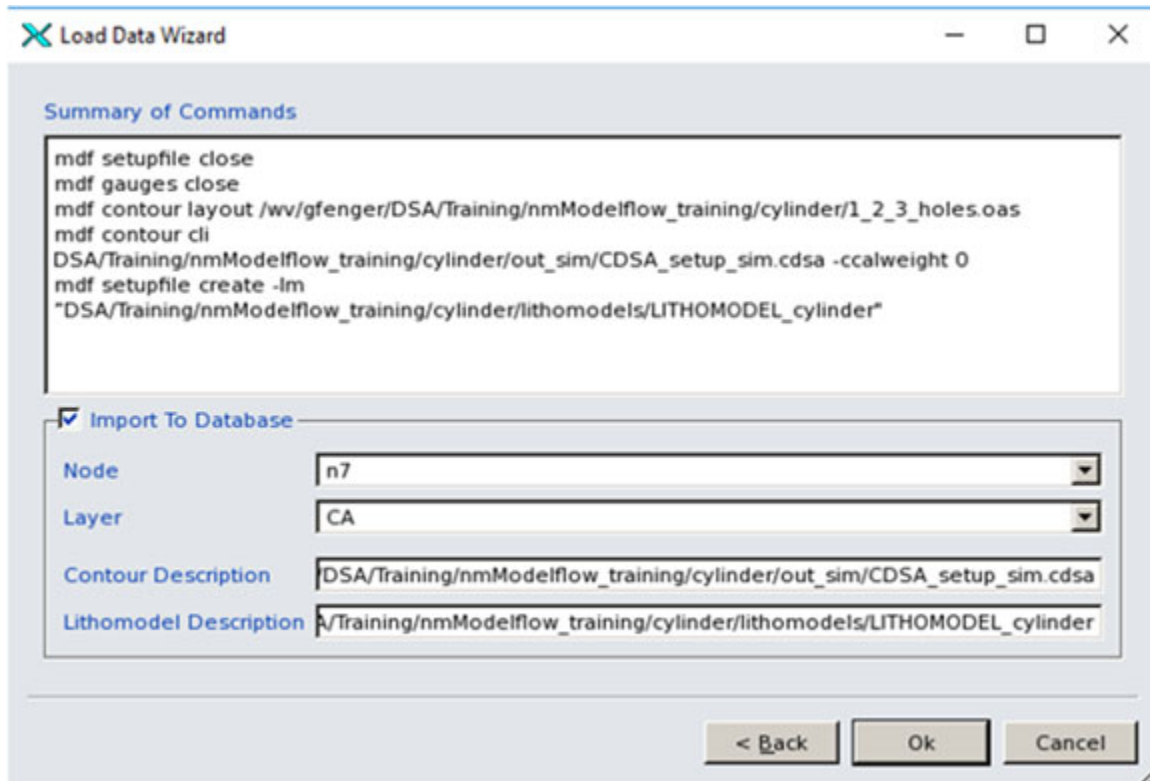 Load Data Wizard
Summary of Commands
mdf setupfile close
mdf gauges close
mdf contour layout /wv/gfenger/DSA/Training/nmModelflow_training/cylinder/1_2_3_holes.oas
mdf contour cli
DSA/Training/nmModelflow_training/cylinder/out_sim/CDSA_setup_sim.cdsa -ccalweight 0
mdf setupfile create -lm
"DSA/Training/nmModelflow_training/cylinder/lithomodels/LITHOMODEL_cylinder"
Import To Database
Node n7
Layer CA
Contour Description /DSA/Training/nmModelflow_training/cylinder/out_sim/CDSA_setup_sim.cdsa
Lithomodel Description A/Training/nmModelflow_training/cylinder/lithomodels/LITHOMODEL_cylinder
< Back Ok Cancel